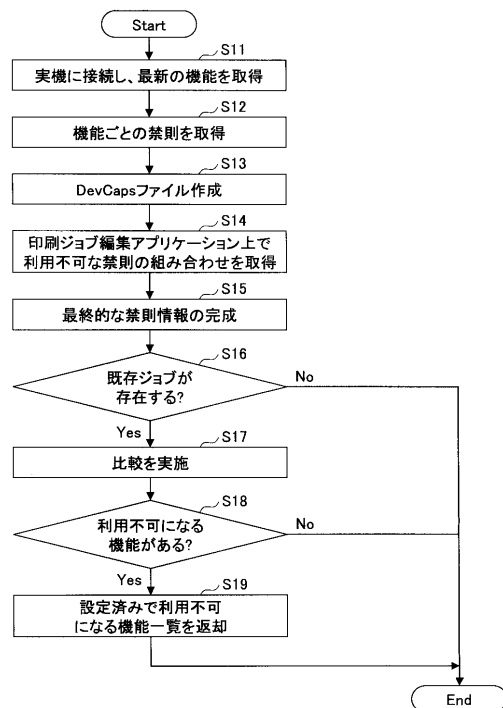 Start
S11
実機に接続し、最新の機能を取得
S12
機能ごとの禁則を取得
S13
DevCapsファイル作成
S14
印刷ジョブ編集アプリケーション上で
利用不可な禁則の組み合わせを取得
S15
最終的な禁則情報の完成
S16
既存ジョブが
存在する?
No
Yes
S17
比較を実施
S18
利用不可になる
機能がある?
No
Yes
S19
設定済みで利用不可
になる機能一覧を返却
End